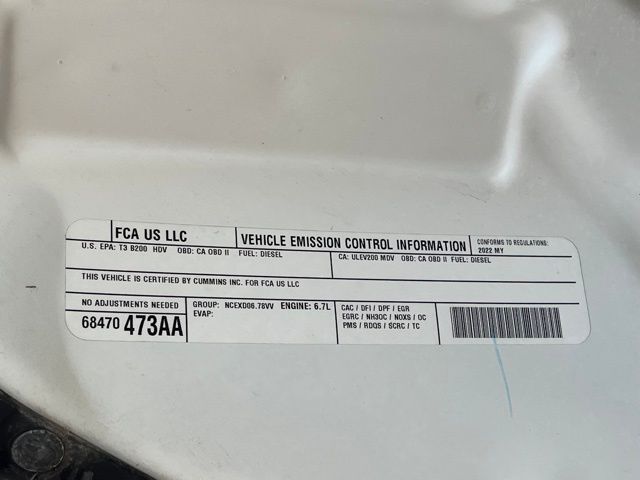 FCA US LLC
VEHICLE EMISSION CONTROL INFORMATION
CONFORMS TO REGULATIONS:
2022 MY
U.S. EPA: T3 B200 HDV OBD: CA OBD II FUEL: DIESEL
CA: ULEV200 MDV OBD: CA OBD II FUEL: DIESEL
THIS VEHICLE IS CERTIFIED BY CUMMINS INC. FOR FCA US LLC
NO ADJUSTMENTS NEEDED
68470 473AA
GROUP: NCEXD06.78VV ENGINE: 6.7L
EVAP:
CAC / DFI / DPF / EGR
EGRC / NH3OC / NOXS / OC
PMS / RDQS / SCRC / TC